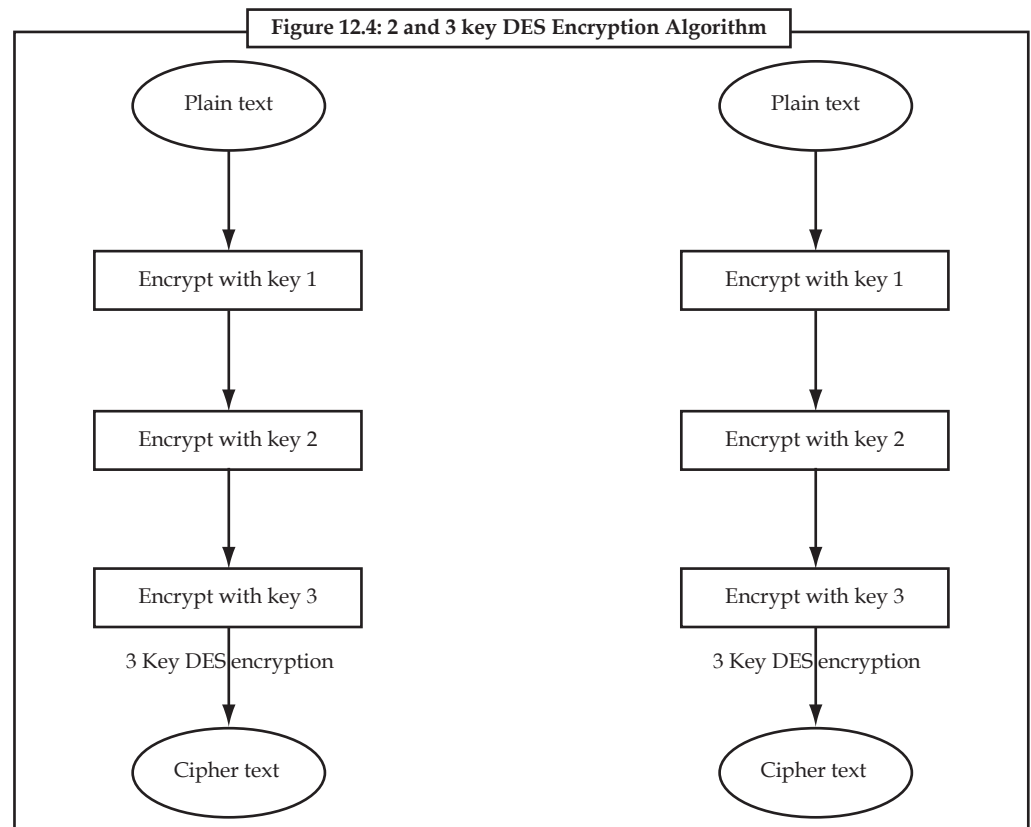 Figure 12.4: 2 and 3 key DES Encryption Algorithm
Plain text
Encrypt with key 1
Encrypt with key 2
Encrypt with key 3
3 Key DES encryption
Cipher text
Plain text
Encrypt with key 1
Encrypt with key 2
Encrypt with key 3
3 Key DES encryption
Cipher text